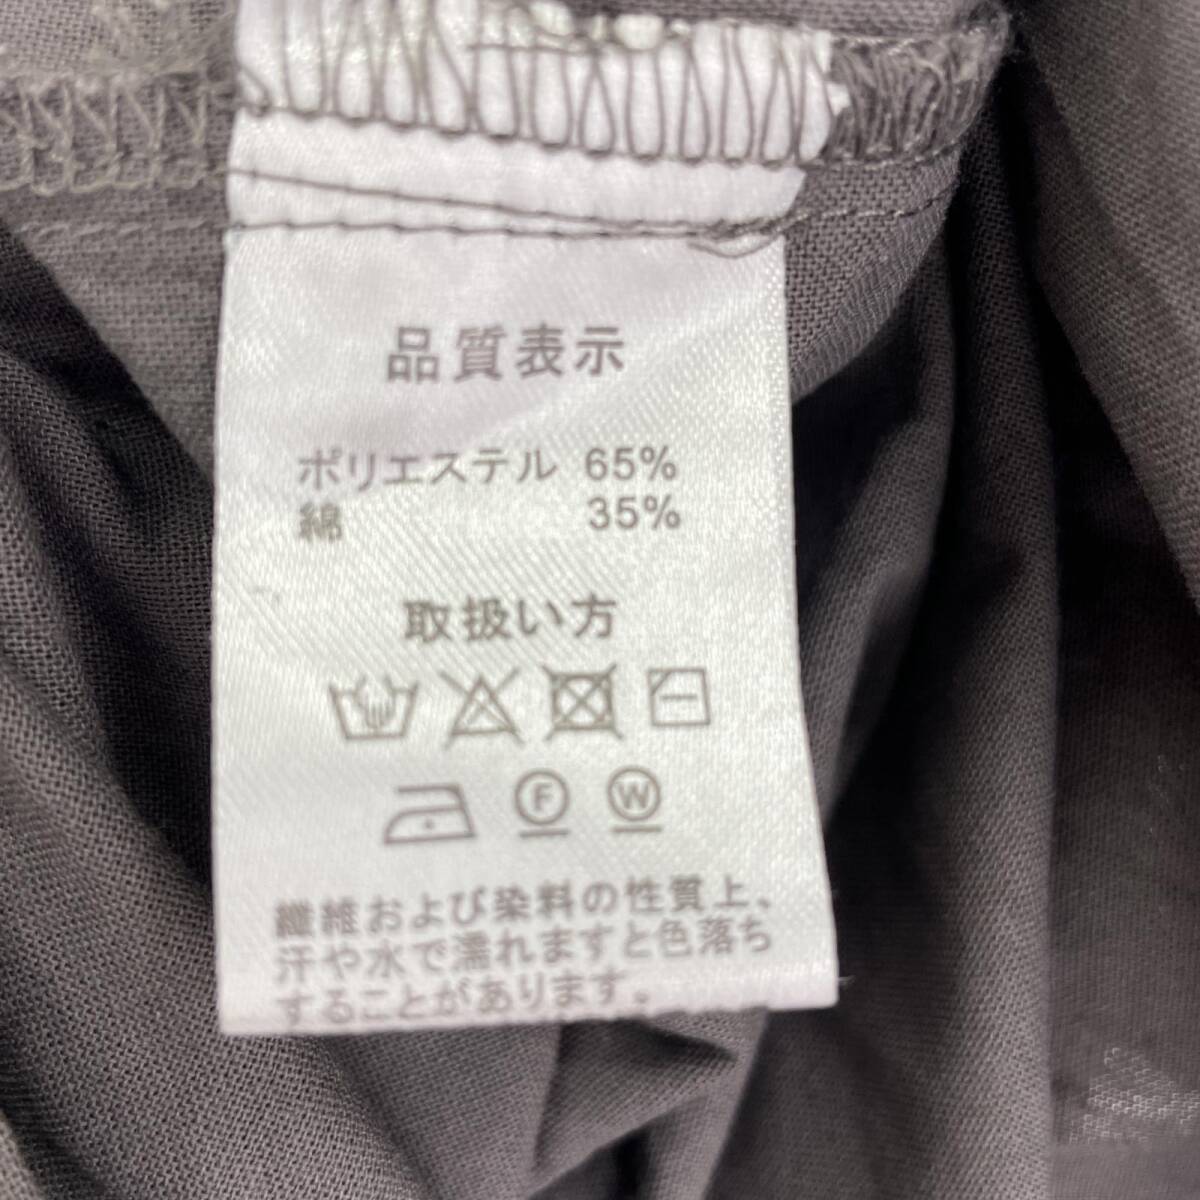 品質表示
ポリエステル 65%
綿 35%
取扱い方
F W
繊維および染料の性質上、
汗や水で濡れますと色落ち
することがあります。